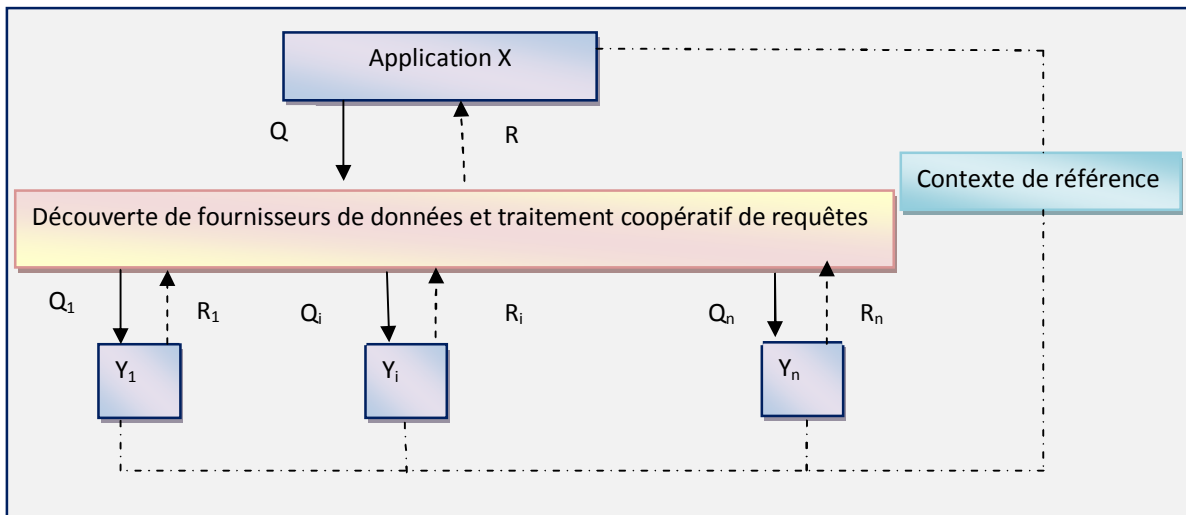 Application X
Q
R
Contexte de référence
Découverte de fournisseurs de données et traitement coopératif de requêtes
Q₁
R₁
Qᵢ
Rᵢ
Qₙ
Rₙ
Y₁
Yᵢ
Yₙ